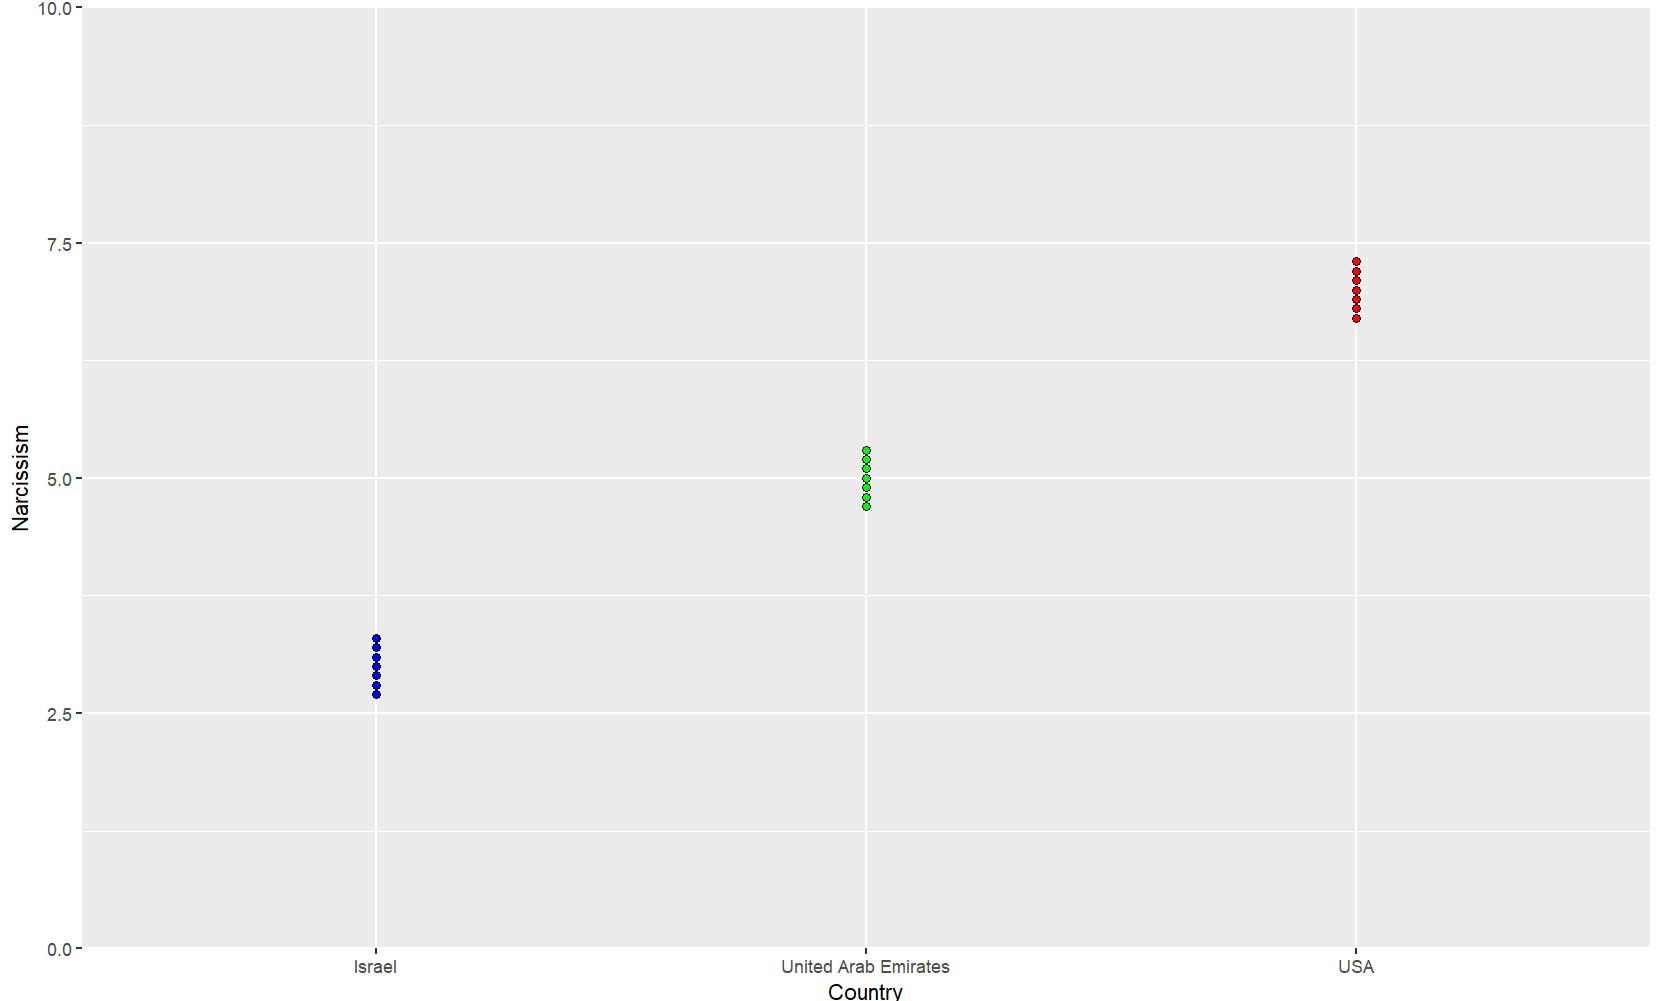 10.0
7.5
5.0
2.5
0.0
Narcissism
Israel
United Arab Emirates
USA
Country